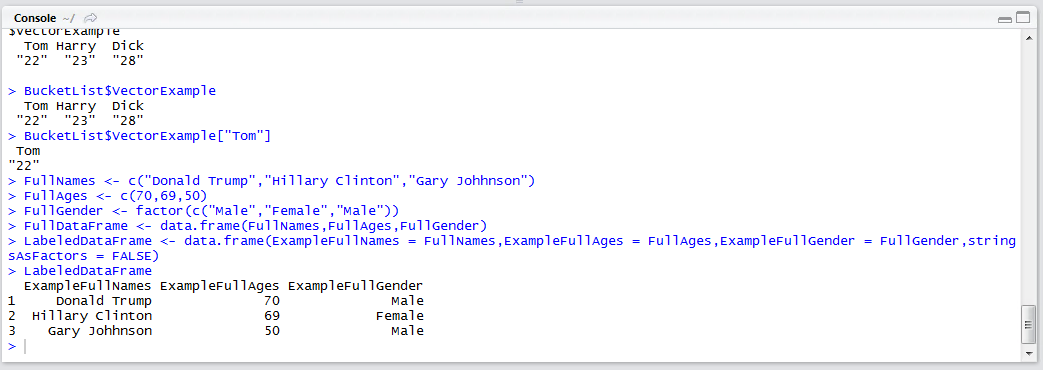 Console ~/
$VectorExample
  Tom Harry  Dick
 "22"  "23"  "28"
> BucketList$VectorExample
  Tom Harry  Dick
 "22"  "23"  "28"
> BucketList$VectorExample["Tom"]
 Tom
"22"
> FullNames <- c("Donald Trump","Hillary Clinton","Gary Johhnson")
> FullAges <- c(70,69,50)
> FullGender <- factor(c("Male","Female","Male"))
> FullDataFrame <- data.frame(FullNames,FullAges,FullGender)
> LabeledDataFrame <- data.frame(ExampleFullNames = FullNames,ExampleFullAges = FullAges,ExampleFullGender = FullGender,string
sAsFactors = FALSE)
> LabeledDataFrame
  ExampleFullNames ExampleFullAges ExampleFullGender
1     Donald Trump              70              Male
2  Hillary Clinton              69            Female
3    Gary Johhnson              50              Male
>